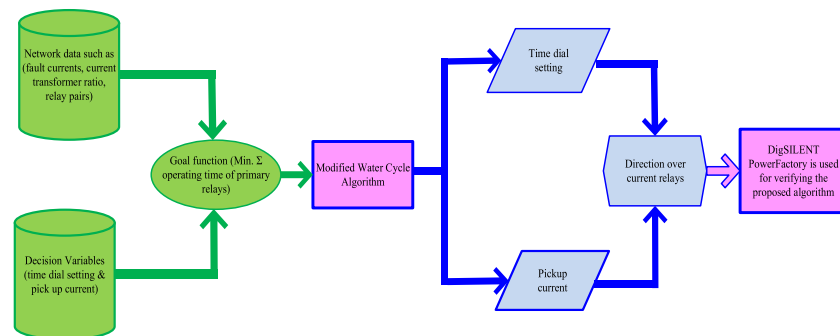 Network data such as
(fault currents, current
transformer ratio,
relay pairs)
Goal function (Min. Σ
operating time of primary
relays)
Decision Variables
(time dial setting &
pick up current)
Modified Water Cycle
Algorithm
Time dial
setting
Pickup
current
Direction over
current relays
DigSILENT
PowerFactory is used
for verifying the
proposed algorithm